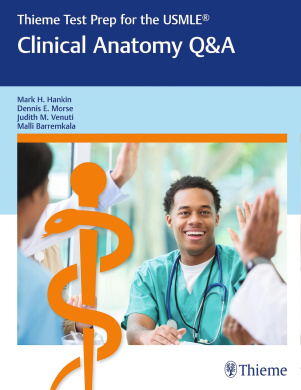 Thieme Test Prep for the USMLE®
Clinical Anatomy Q&A
Mark H. Hankin
Dennis E. Morse
Judith M. Venuti
Malli Barremkala
Thieme